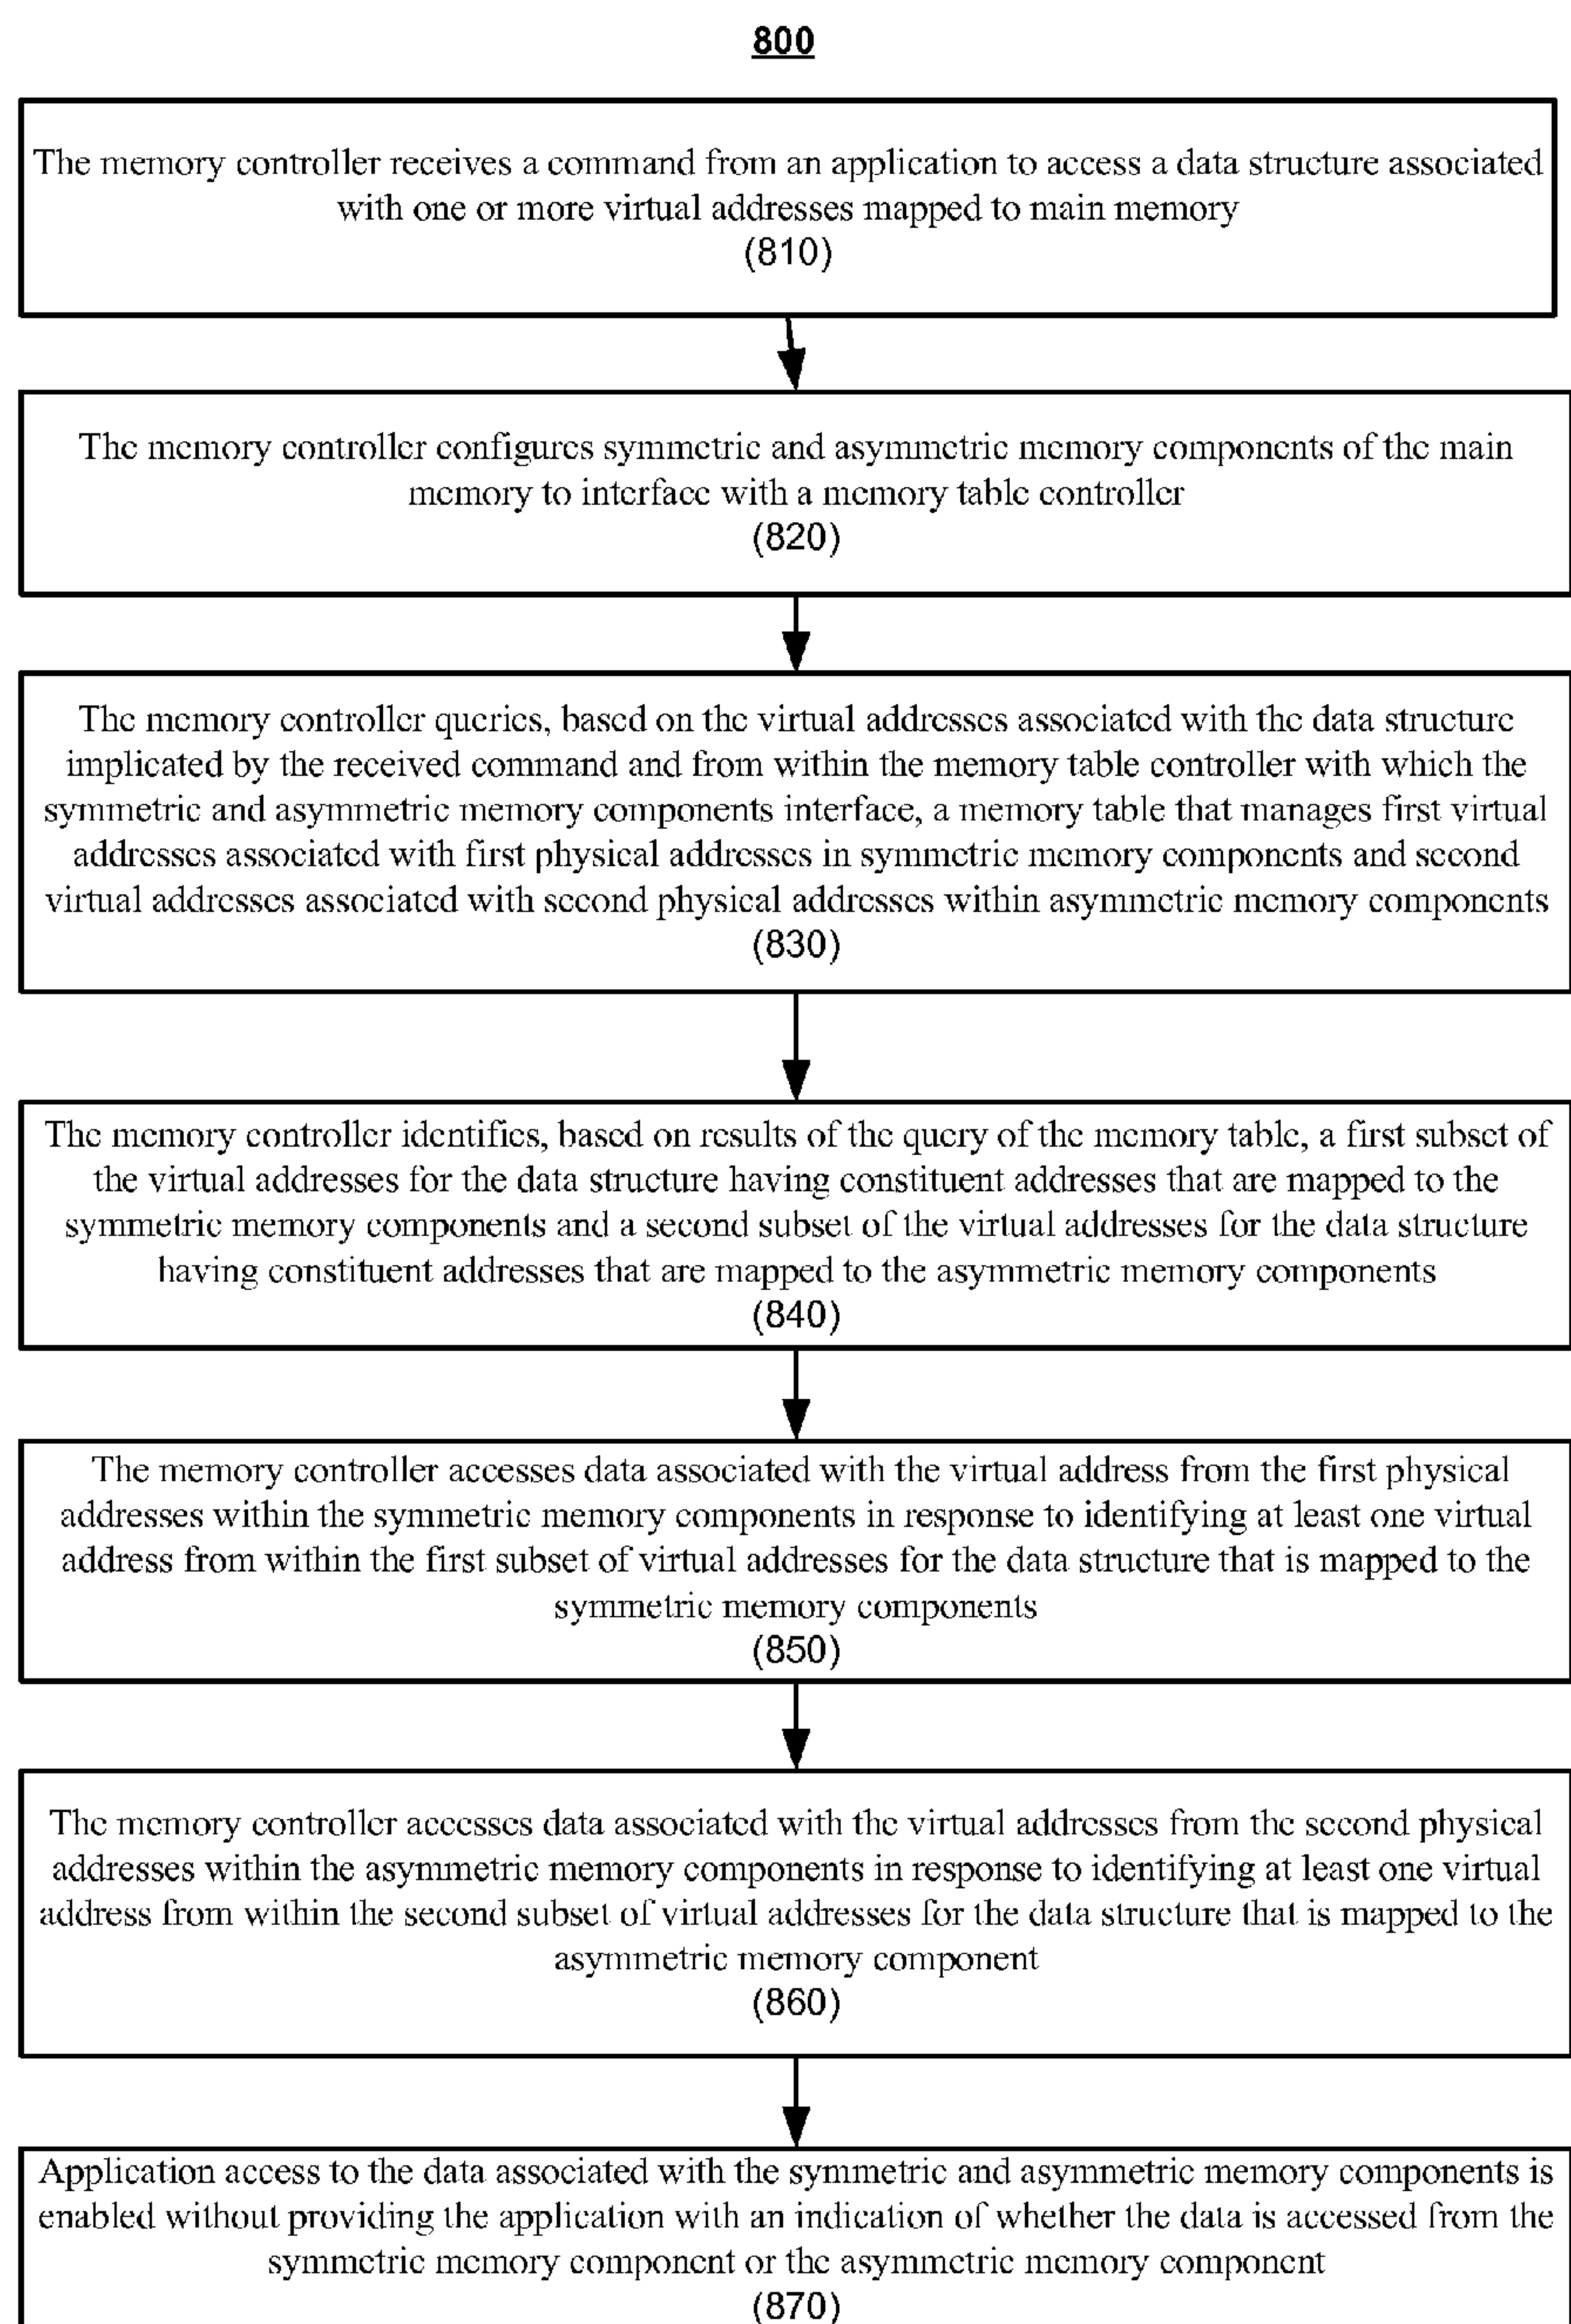 800
The memory controller receives a command from an application to access a data structure associated
with one or more virtual addresses mapped to main memory
(810)
The memory controller configures symmetric and asymmetric memory components of the main
memory to interface with a memory table controller
(820)
The memory controller queries, based on the virtual addresses associated with the data structure
implicated by the received command and from within the memory table controller with which the
symmetric and asymmetric memory components interface, a memory table that manages first virtual
addresses associated with first physical addresses in symmetric memory components and second
virtual addresses associated with second physical addresses within asymmetric memory components
(830)
The memory controller identifies, based on results of the query of the memory table, a first subset of
the virtual addresses for the data structure having constituent addresses that are mapped to the
symmetric memory components and a second subset of the virtual addresses for the data structure
having constituent addresses that are mapped to the asymmetric memory components
(840)
The memory controller accesses data associated with the virtual address from the first physical
addresses within the symmetric memory components in response to identifying at least one virtual
address from within the first subset of virtual addresses for the data structure that is mapped to the
symmetric memory components
(850)
The memory controller accesses data associated with the virtual addresses from the second physical
addresses within the asymmetric memory components in response to identifying at least one virtual
address from within the second subset of virtual addresses for the data structure that is mapped to the
asymmetric memory component
(860)
Application access to the data associated with the symmetric and asymmetric memory components is
enabled without providing the application with an indication of whether the data is accessed from the
symmetric memory component or the asymmetric memory component
(870)